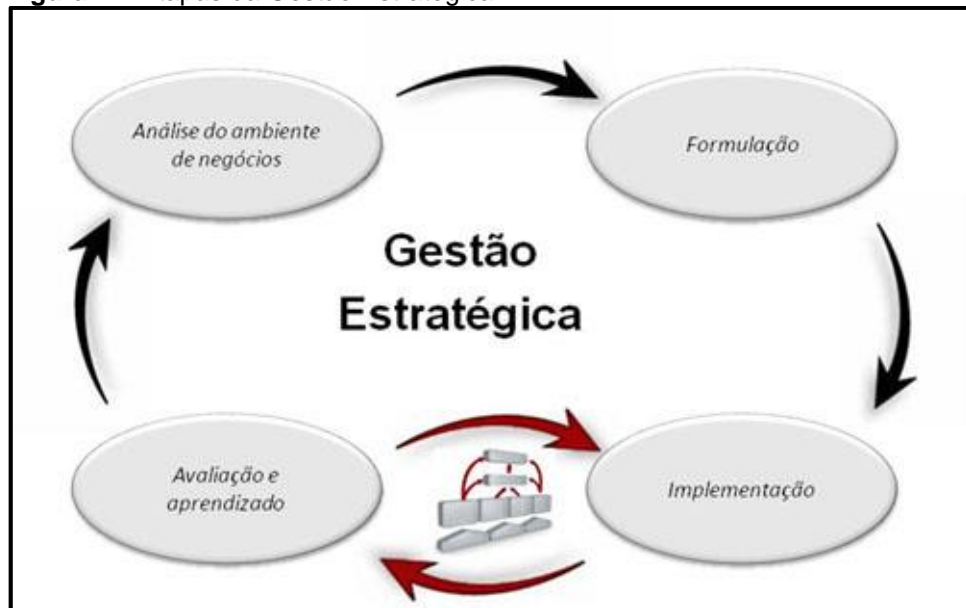 Análise do ambiente
de negócios
Formulação
Gestão
Estratégica
Avaliação e
aprendizado
Implementação